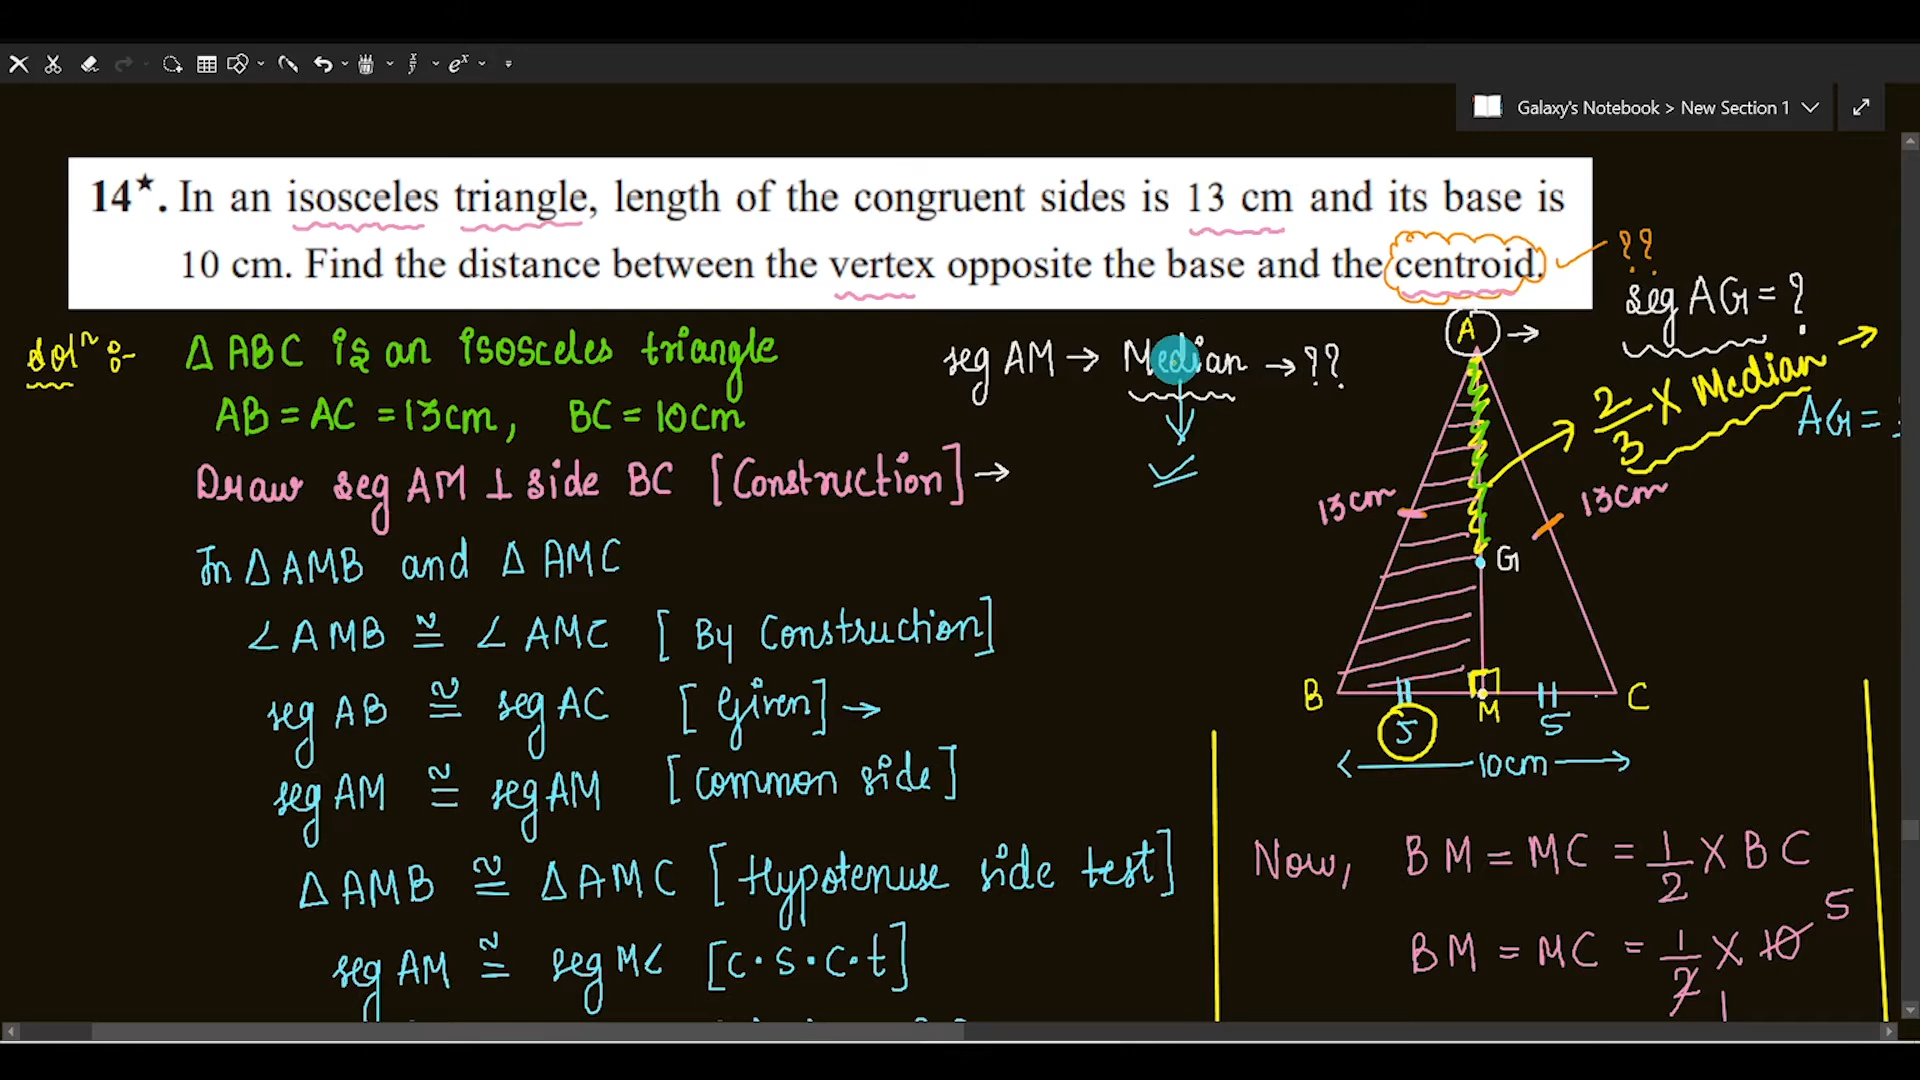 Galaxy's Notebook > New Section 1
14★. In an isosceles triangle, length of the congruent sides is 13 cm and its base is
10 cm. Find the distance between the vertex opposite the base and the centroid.
??
seg AG = ?
Solⁿ :-
Δ ABC is an isosceles triangle
AB = AC = 13cm, BC = 10cm
Draw seg AM ⊥ side BC [Construction] →
In Δ AMB and Δ AMC
∠AMB ≅ ∠AMC [By Construction]
seg AB ≅ seg AC [Given] →
seg AM ≅ seg AM [Common side]
Δ AMB ≅ Δ AMC [Hypotenuse side test]
seg AM ≅ seg MC [c.s.c.t]
seg AM → Median → ??
A →
2/3 × Median →
AG =
13cm
13cm
G
B M C
5 5
10cm
Now, BM = MC = 1/2 × BC
BM = MC = 1/2 × 10
5
1